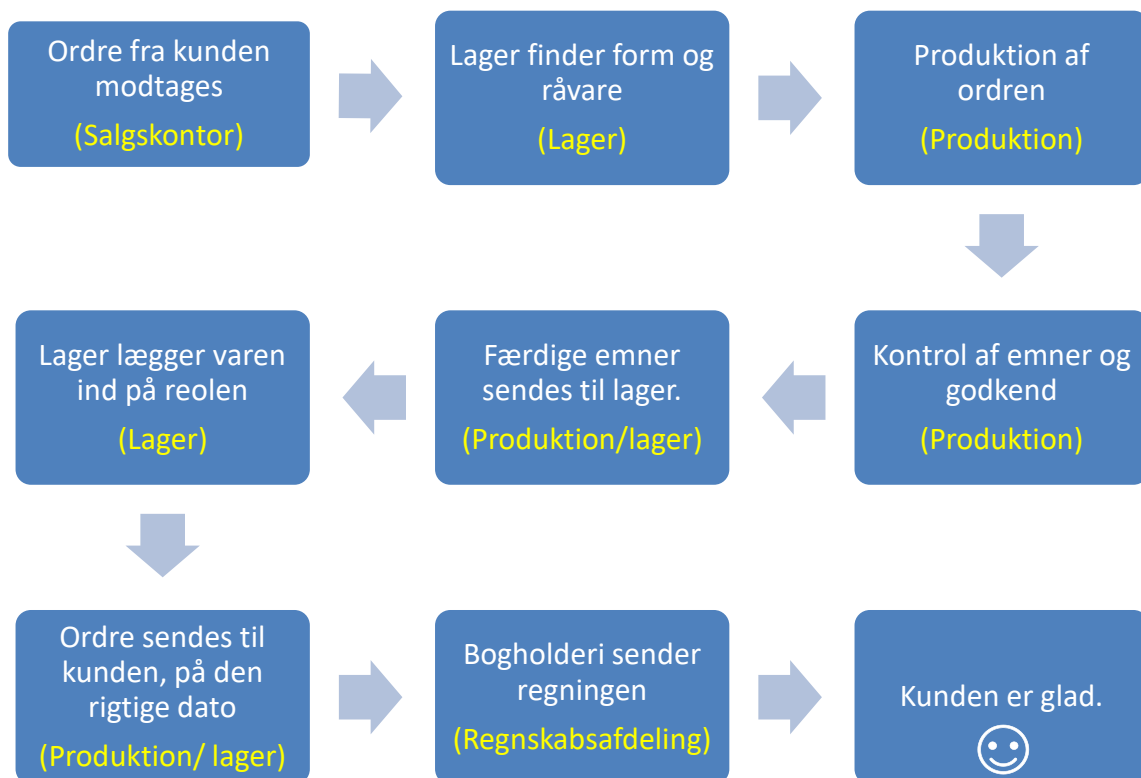 Ordre fra kunden
modtages
(Salgskontor)
Lager finder form og
råvare
(Lager)
Produktion af
ordren
(Produktion)
Kontrol af emner og
godkend
(Produktion)
Færdige emner
sendes til lager.
(Produktion/lager)
Lager lægger varen
ind på reolen
(Lager)
Ordre sendes til
kunden, på den
rigtige dato
(Produktion/ lager)
Bogholderi sender
regningen
(Regnskabsafdeling)
Kunden er glad.